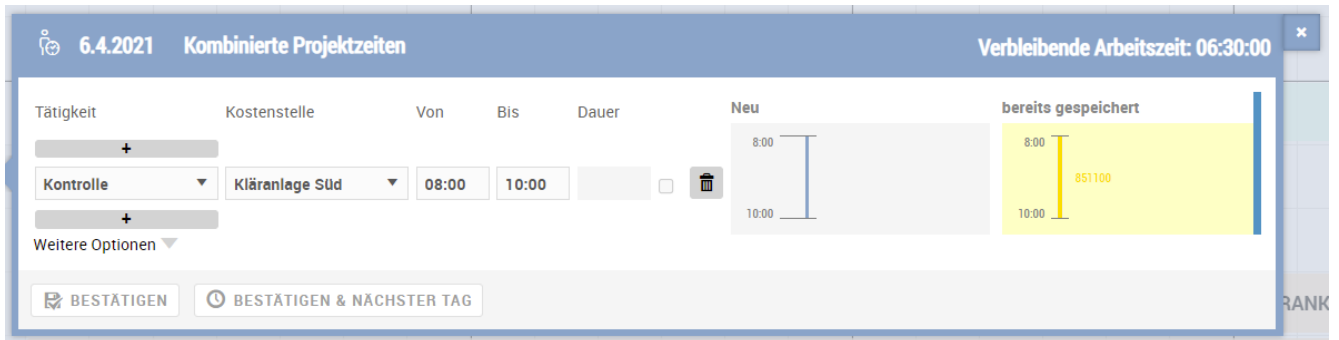 6.4.2021 Kombinierte Projektzeiten Verbleibende Arbeitszeit: 06:30:00 ×
Tätigkeit Kostenstelle Von Bis Dauer Neu bereits gespeichert
+
8:00 8:00
Kontrolle Kläranlage Süd 08:00 10:00 851100
+
10:00 10:00
Weitere Optionen
BESTÄTIGEN BESTÄTIGEN & NÄCHSTER TAG
RANK